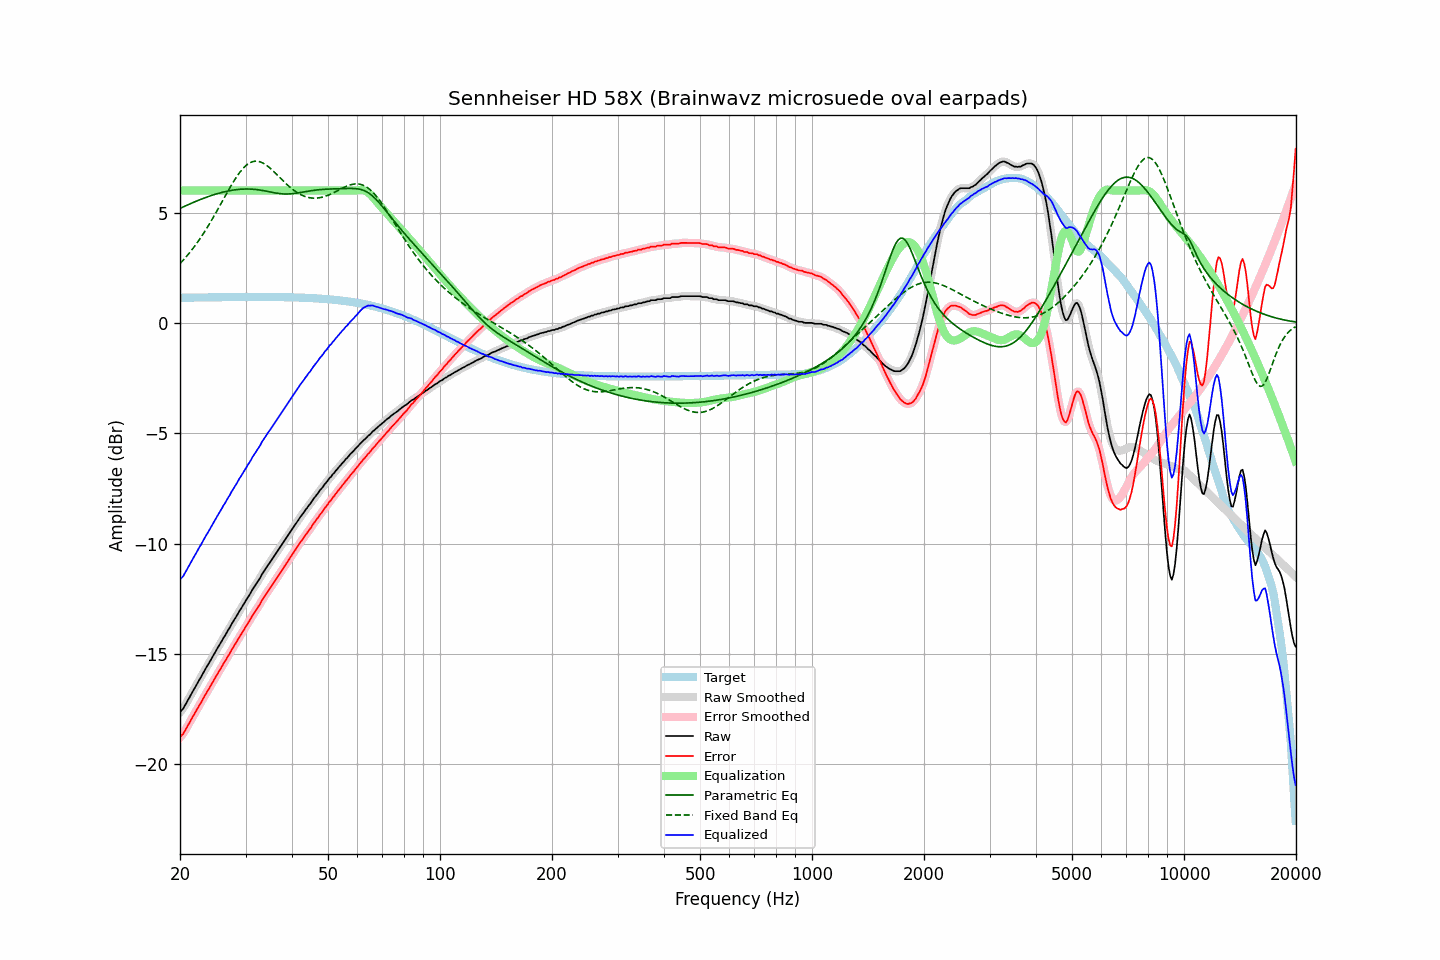 Sennheiser HD 58X (Brainwavz microsuede oval earpads)
Amplitude (dBr)
5
0
−5
−10
−15
−20
20
50
100
200
500
1000
2000
5000
10000
20000
Frequency (Hz)
Target
Raw Smoothed
Error Smoothed
Raw
Error
Equalization
Parametric Eq
Fixed Band Eq
Equalized